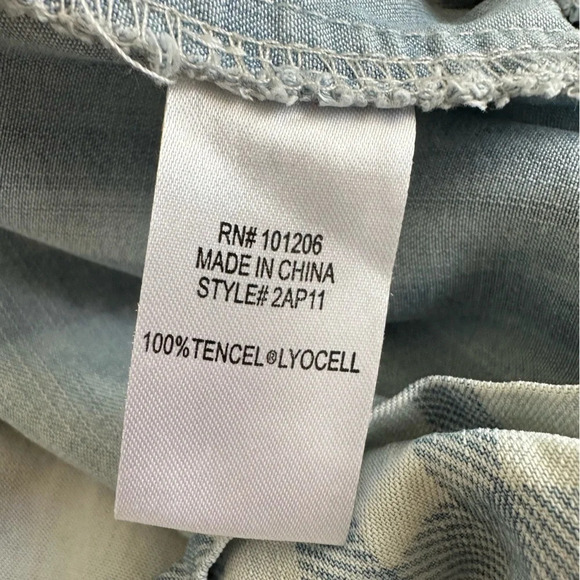 RN# 101206
MADE IN CHINA
STYLE# 2AP11
100%TENCEL®LYOCELL